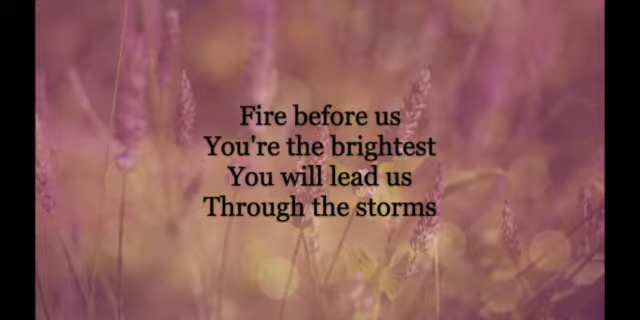 Fire before us
You're the brightest
You will lead us
Through the storms